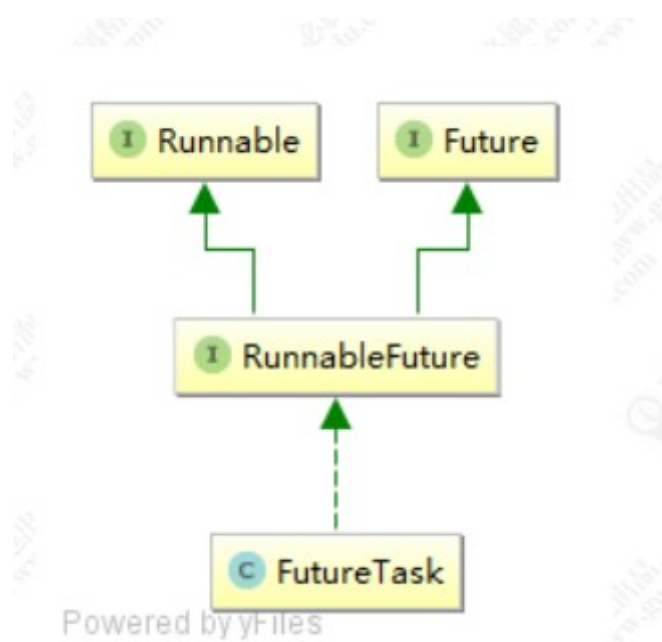 I Runnable
I Future
I RunnableFuture
C FutureTask
Powered by yFiles